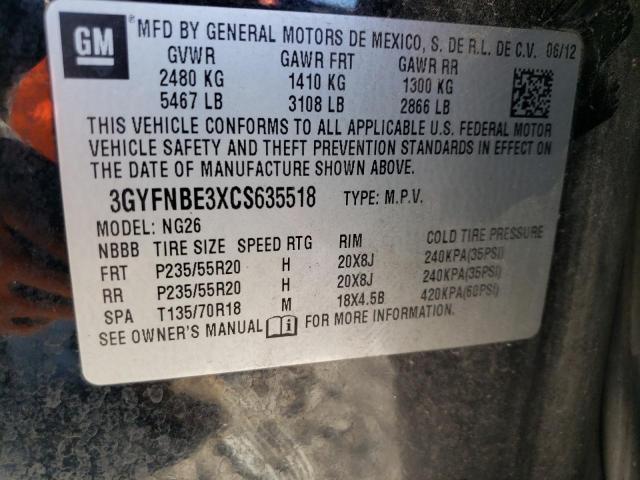 GM MFD BY GENERAL MOTORS DE MEXICO, S. DE R.L. DE C.V. 06/12
GVWR GAWR FRT GAWR RR
2480 KG 1410 KG 1300 KG
5467 LB 3108 LB 2866 LB
THIS VEHICLE CONFORMS TO ALL APPLICABLE U.S. FEDERAL MOTOR
VEHICLE SAFETY AND THEFT PREVENTION STANDARDS IN EFFECT ON
THE DATE OF MANUFACTURE SHOWN ABOVE.
3GYFNBE3XCS635518 TYPE: M.P.V.
MODEL: NG26
NBBB TIRE SIZE SPEED RTG RIM COLD TIRE PRESSURE
FRT P235/55R20 H 20X8J 240KPA(35PSI)
RR P235/55R20 H 20X8J 240KPA(35PSI)
SPA T135/70R18 M 18X4.5B 420KPA(60PSI)
SEE OWNER'S MANUAL i FOR MORE INFORMATION.